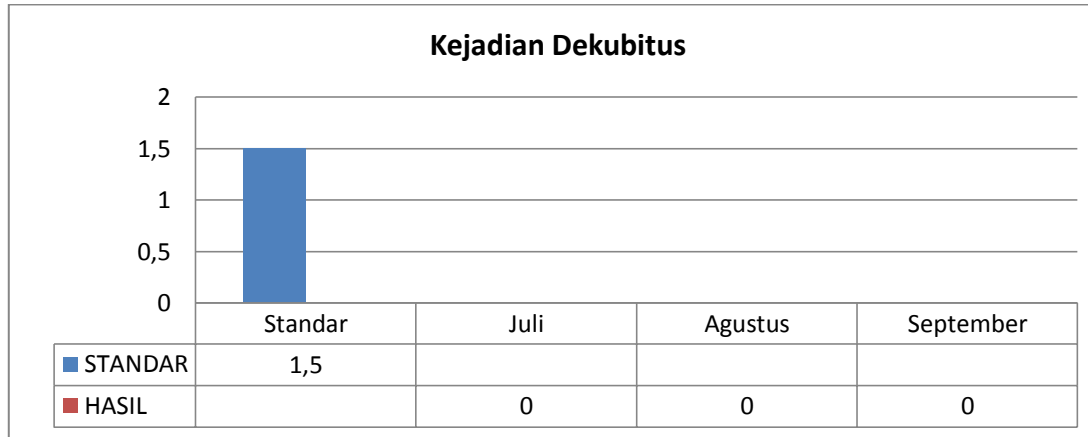 Kejadian Dekubitus
2
1,5
1
0,5
0
Standar Juli Agustus September
STANDAR 1,5
HASIL 0 0 0